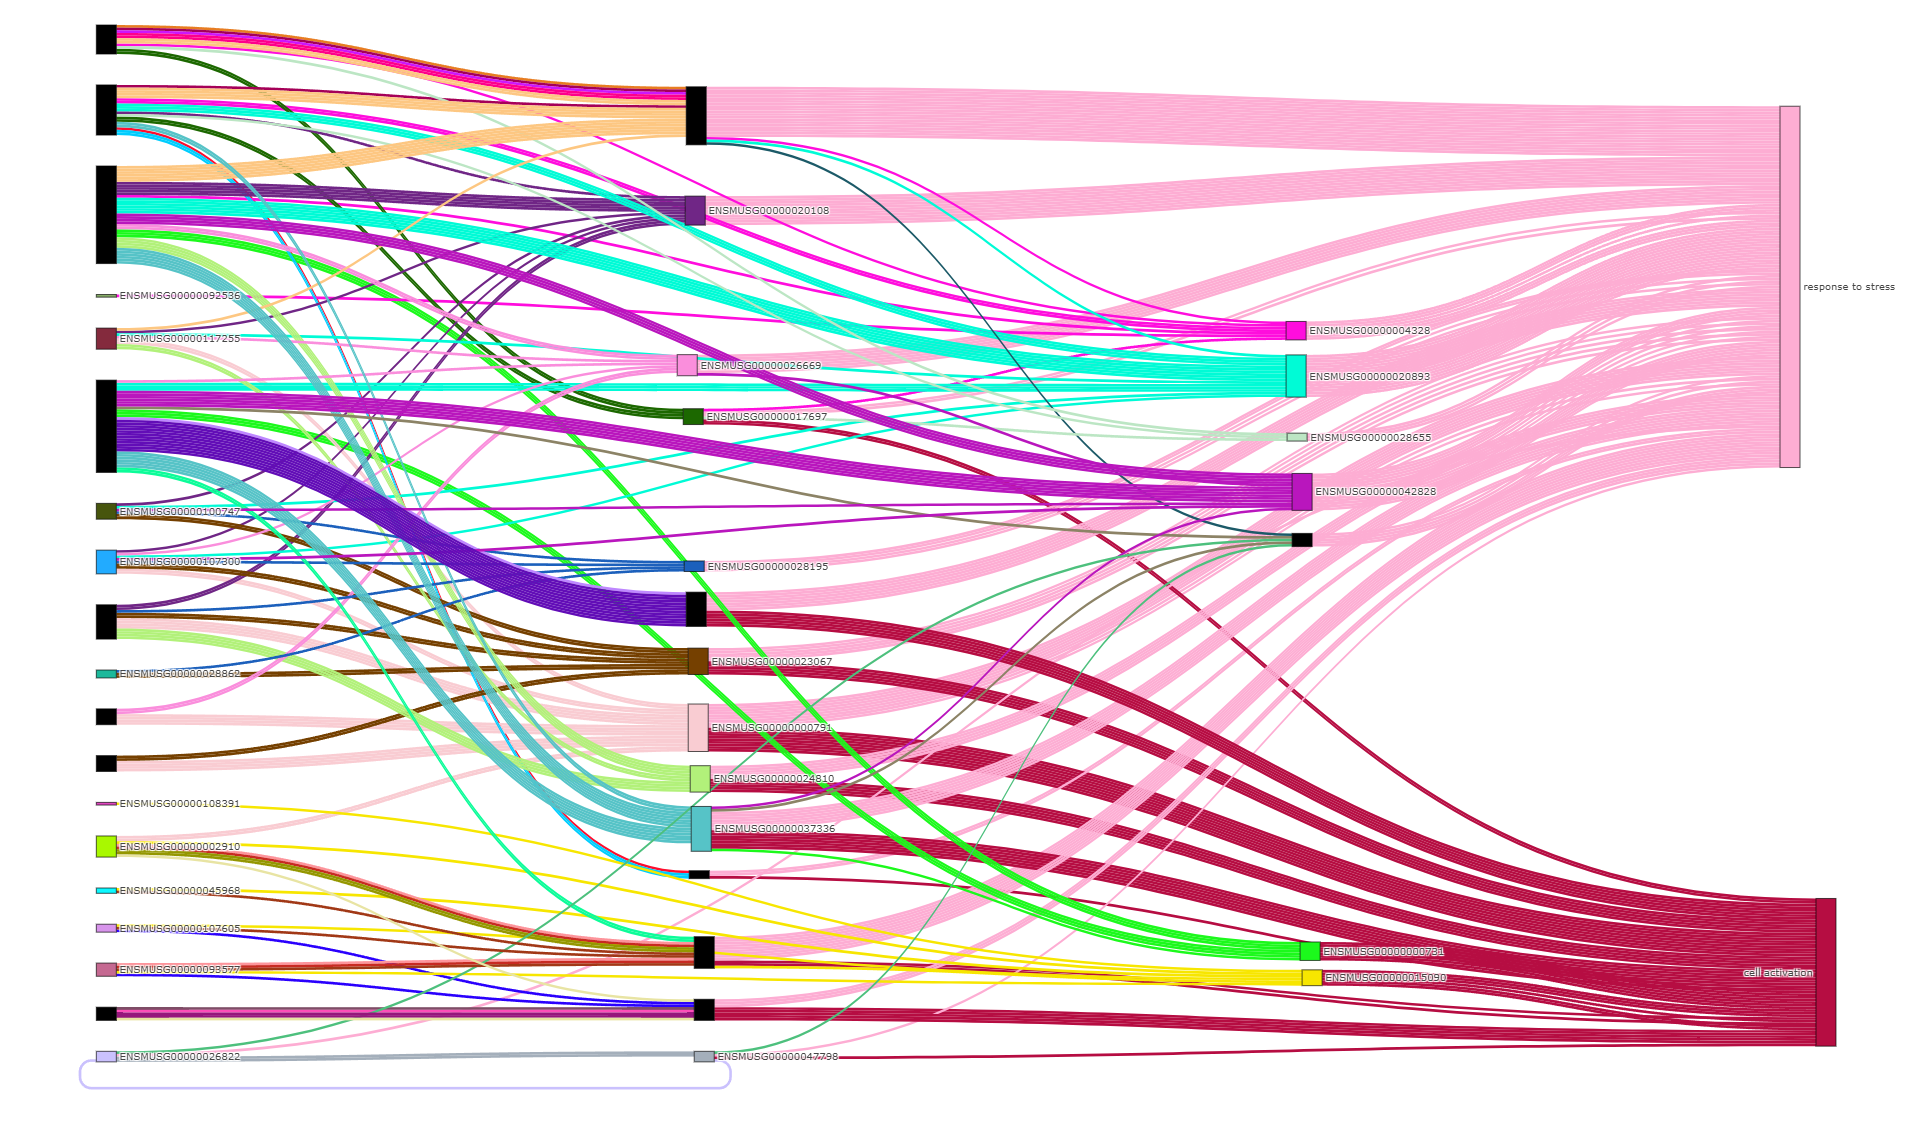 ENSMUSG00000020108
response to stress
ENSMUSG00000092536
ENSMUSG00000004328
ENSMUSG00000117255
ENSMUSG00000026669
ENSMUSG00000020893
ENSMUSG00000017697
ENSMUSG00000028655
ENSMUSG00000042828
ENSMUSG00000100747
ENSMUSG00000107300
ENSMUSG00000028195
ENSMUSG00000023067
ENSMUSG00000028862
ENSMUSG00000000791
ENSMUSG00000024810
ENSMUSG00000108391
ENSMUSG00000037336
ENSMUSG00000002910
ENSMUSG00000045968
ENSMUSG00000107605
ENSMUSG00000000731
ENSMUSG00000093577
cell activation
ENSMUSG00000015090
ENSMUSG00000026822
ENSMUSG00000047798